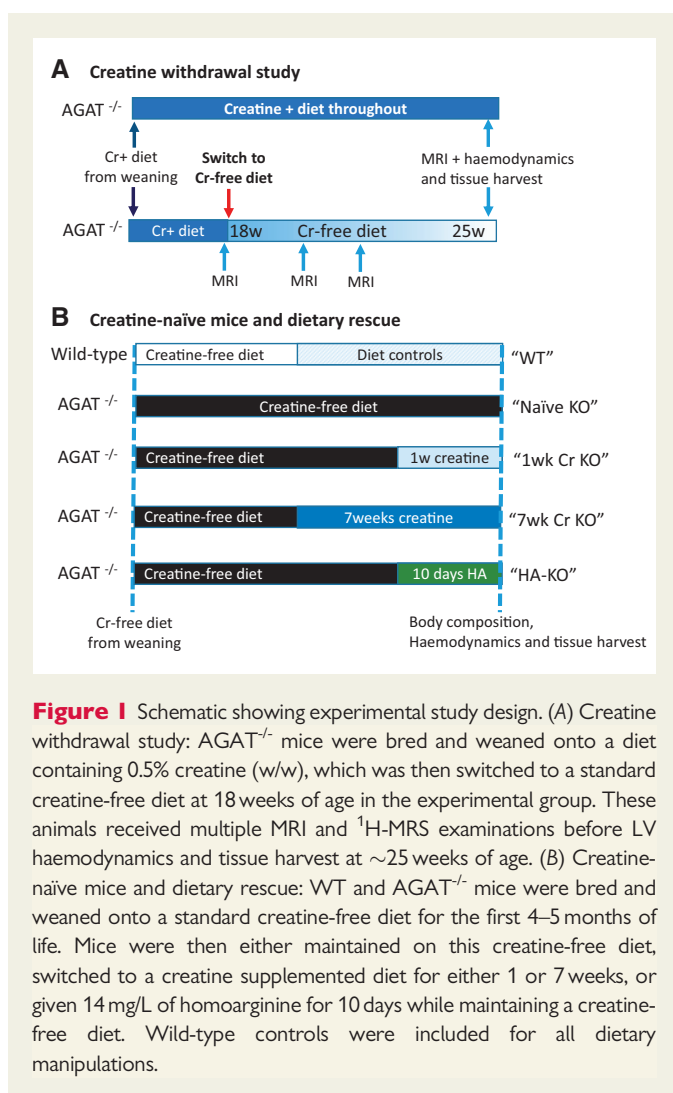 A Creatine withdrawal study
AGAT -/-
Creatine + diet throughout
Cr+ diet
from weaning
Switch to
Cr-free diet
MRI + haemodynamics
and tissue harvest
AGAT -/-
Cr+ diet
18w
Cr-free diet
25w
MRI
MRI
MRI
B Creatine-naïve mice and dietary rescue
Wild-type
Creatine-free diet
Diet controls
“WT”
AGAT -/-
Creatine-free diet
“Naïve KO”
AGAT -/-
Creatine-free diet
1w creatine
“1wk Cr KO”
AGAT -/-
Creatine-free diet
7weeks creatine
“7wk Cr KO”
AGAT -/-
Creatine-free diet
10 days HA
“HA-KO”
Cr-free diet
from weaning
Body composition,
Haemodynamics and tissue harvest
Figure 1 Schematic showing experimental study design. (A) Creatine
withdrawal study: AGAT-/- mice were bred and weaned onto a diet
containing 0.5% creatine (w/w), which was then switched to a standard
creatine-free diet at 18 weeks of age in the experimental group. These
animals received multiple MRI and 1H-MRS examinations before LV
haemodynamics and tissue harvest at ~25 weeks of age. (B) Creatine-
naïve mice and dietary rescue: WT and AGAT-/- mice were bred and
weaned onto a standard creatine-free diet for the first 4–5 months of
life. Mice were then either maintained on this creatine-free diet,
switched to a creatine supplemented diet for either 1 or 7 weeks, or
given 14 mg/L of homoarginine for 10 days while maintaining a creatine-
free diet. Wild-type controls were included for all dietary
manipulations.